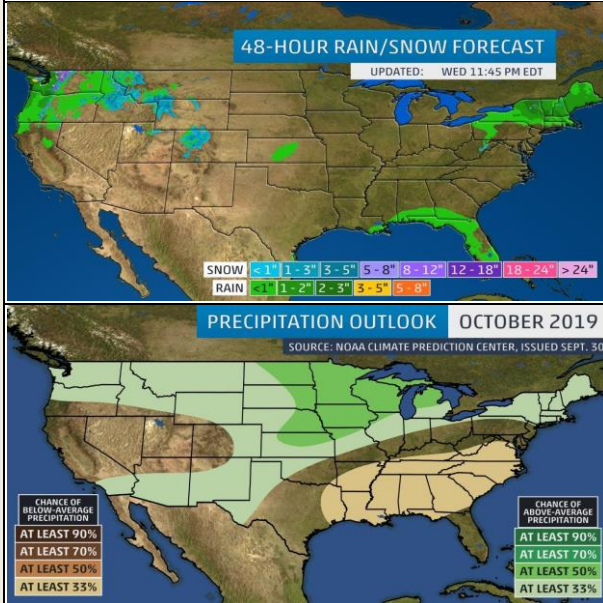 48-HOUR RAIN/SNOW FORECAST
UPDATED: WED 11:45 PM EDT
SNOW <1" 1 - 3" 3 - 5" 5 - 8" 8 - 12" 12 - 18" 18 - 24" > 24"
RAIN <1" 1 - 2" 2 - 3" 3 - 5" 5 - 8"
PRECIPITATION OUTLOOK OCTOBER 2019
SOURCE: NOAA CLIMATE PREDICTION CENTER, ISSUED SEPT. 30
CHANCE OF
BELOW-AVERAGE
PRECIPITATION
AT LEAST 90%
AT LEAST 70%
AT LEAST 50%
AT LEAST 33%
CHANCE OF
ABOVE-AVERAGE
PRECIPITATION
AT LEAST 90%
AT LEAST 70%
AT LEAST 50%
AT LEAST 33%